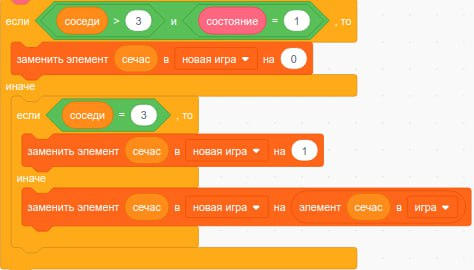 если соседи > 3 и состояние = 1 , то
заменить элемент сечас в новая игра на 0
иначе
если соседи = 3 , то
заменить элемент сечас в новая игра на 1
иначе
заменить элемент сечас в новая игра на элемент сечас в игра